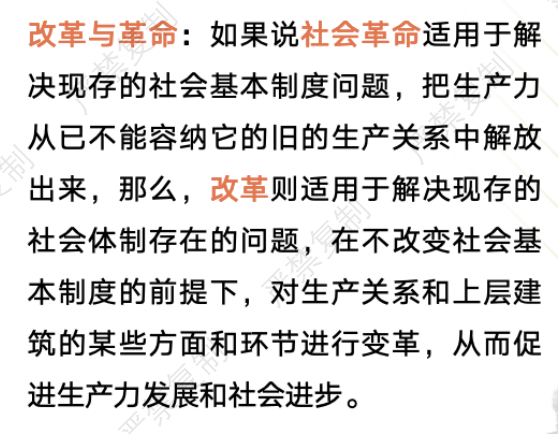 改革与革命：如果说社会革命适用于解
决现存的社会基本制度问题，把生产力
从已不能容纳它的旧的生产关系中解放
出来，那么，改革则适用于解决现存的
社会体制存在的问题，在不改变社会基
本制度的前提下，对生产关系和上层建
筑的某些方面和环节进行变革，从而促
进生产力发展和社会进步。
严禁复制